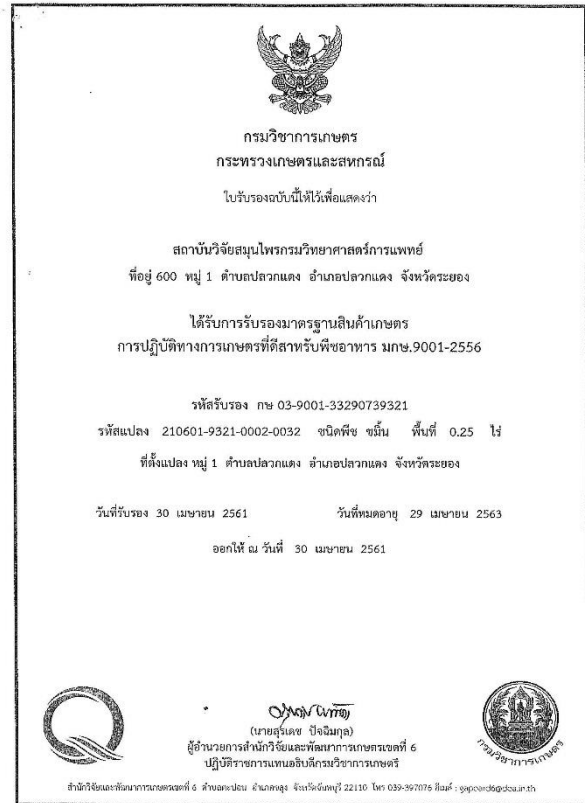 กรมวิชาการเกษตร
กระทรวงเกษตรและสหกรณ์
ใบรับรองฉบับนี้ให้ไว้เพื่อแสดงว่า
สถาบันวิจัยสมุนไพรกรมวิทยาศาสตร์การแพทย์
ที่อยู่ 600 หมู่ 1 ตำบลปลวกแดง อำเภอปลวกแดง จังหวัดระยอง
ได้รับการรับรองมาตรฐานสินค้าเกษตร
การปฏิบัติทางการเกษตรที่ดีสาหรับพืชอาหาร มกษ.9001-2556
รหัสรับรอง กษ 03-9001-33290739321
รหัสแปลง 210601-9321-0002-0032 ชนิดพืช ขมิ้น พื้นที่ 0.25 ไร่
ที่ตั้งแปลง หมู่ 1 ตำบลปลวกแดง อำเภอปลวกแดง จังหวัดระยอง
วันที่รับรอง 30 เมษายน 2561 วันที่หมดอายุ 29 เมษายน 2563
ออกให้ ณ วันที่ 30 เมษายน 2561
(นายสุรเดช ปัจฉิมกุล)
ผู้อำนวยการสำนักวิจัยและพัฒนาการเกษตรเขตที่ 6
ปฏิบัติราชการแทนอธิบดีกรมวิชาการเกษตร
กรมวิชาการเกษตร
สำนักวิจัยและพัฒนาการเกษตรเขตที่ 6 ตำบลตะปอน อำเภอขลุง จังหวัดจันทบุรี 22110 โทร 039-397076 อีเมล์ : gapoard6@doa.in.th